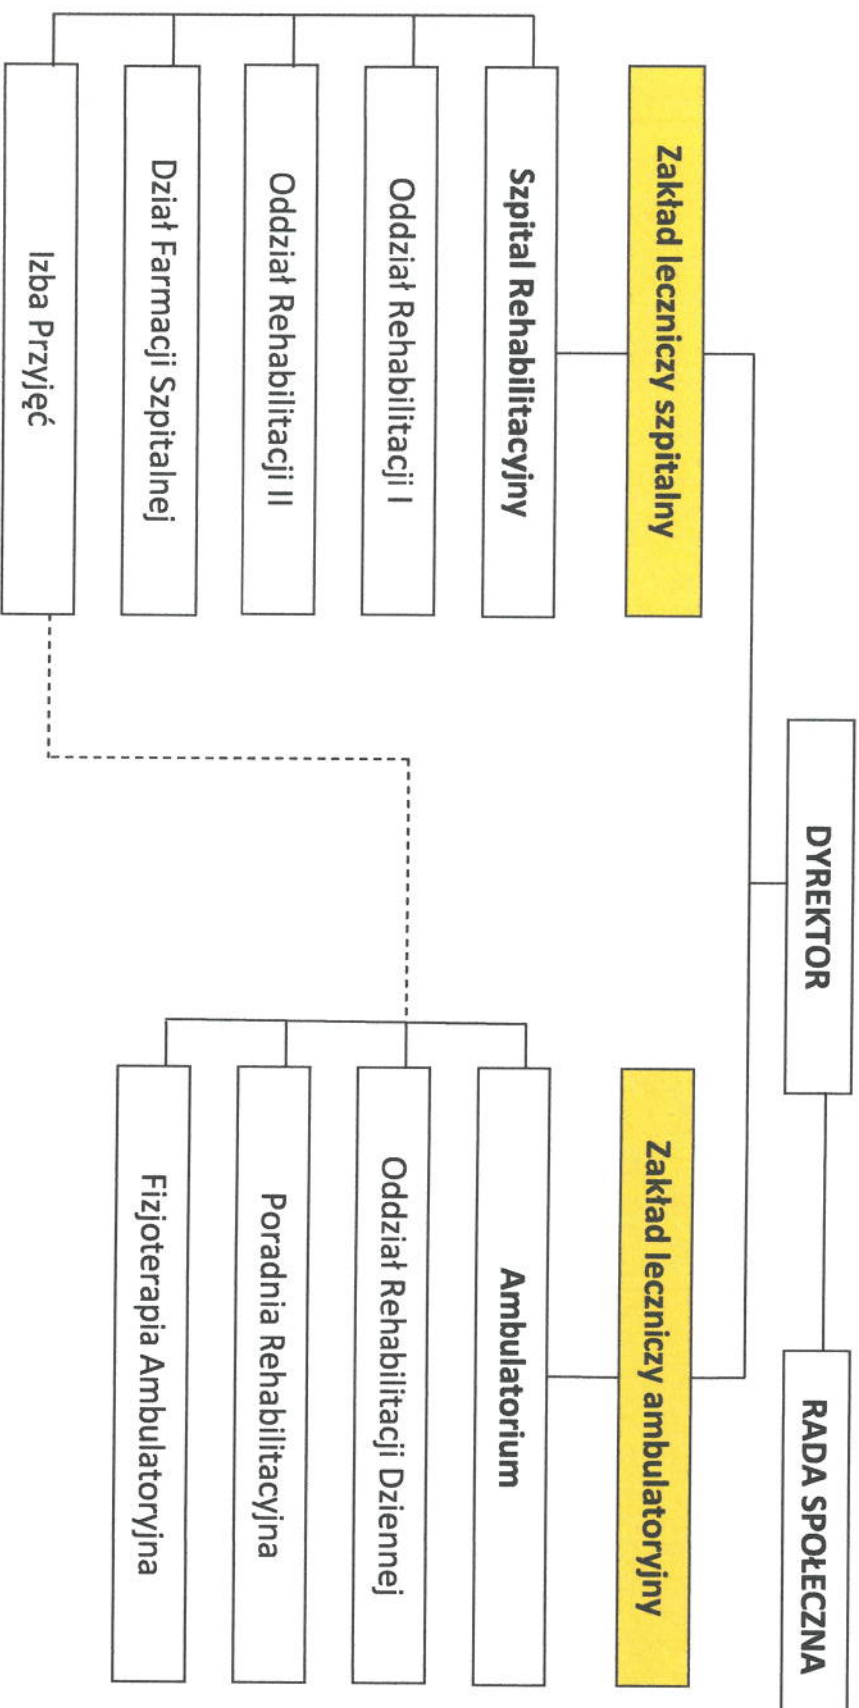 DYREKTOR
RADA SPOŁECZNA
Zakład leczniczy szpitalny
Szpital Rehabilitacyjny
Oddział Rehabilitacji I
Oddział Rehabilitacji II
Dział Farmacji Szpitalnej
Izba Przyjęć
Zakład leczniczy ambulatoryjny
Ambulatorium
Oddział Rehabilitacji Dziennej
Poradnia Rehabilitacyjna
Fizjoterapia Ambulatoryjna